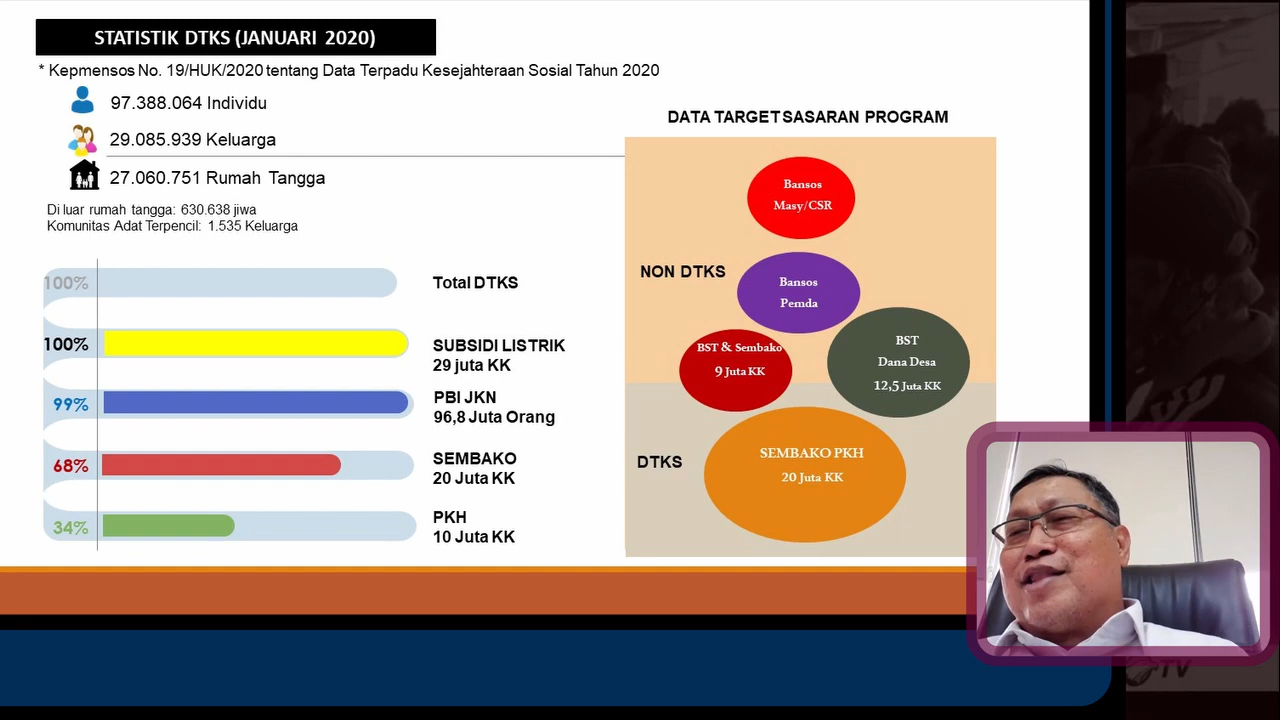 STATISTIK DTKS (JANUARI 2020)
* Kepmensos No. 19/HUK/2020 tentang Data Terpadu Kesejahteraan Sosial Tahun 2020
97.388.064 Individu
29.085.939 Keluarga
27.060.751 Rumah Tangga
Di luar rumah tangga: 630.638 jiwa
Komunitas Adat Terpencil: 1.535 Keluarga
100%
Total DTKS
100%
SUBSIDI LISTRIK
29 juta KK
99%
PBI JKN
96,8 Juta Orang
68%
SEMBAKO
20 Juta KK
34%
PKH
10 Juta KK
DATA TARGET SASARAN PROGRAM
Bansos
Masy/CSR
NON DTKS
Bansos
Pemda
BST & Sembako
9 Juta KK
BST
Dana Desa
12,5 Juta KK
DTKS
SEMBAKO PKH
20 Juta KK
TV